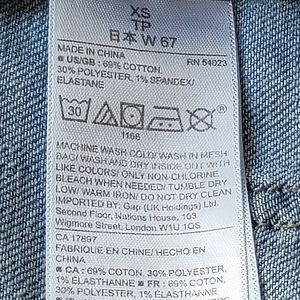 XS
TP
日本 W 67
MADE IN CHINA RN 54023
■ US/GB : 69% COTTON,
30% POLYESTER, 1% SPANDEX/
ELASTANE
30
1166
MACHINE WASH COLD/ WASH IN MESH
BAG/ WASH AND DRY INSIDE OUT WITH
LIKE COLORS/ ONLY NON-CHLORINE
BLEACH WHEN NEEDED/ TUMBLE DRY
LOW/ WARM IRON/ DO NOT DRY CLEAN
IMPORTED BY: Gap (UK Holdings) Ltd.
Second Floor, Nations House, 103
Wigmore Street, London W1U 1QS
CA 17897
FABRIQUE EN CHINE/ HECHO EN
CHINA
■ CA : 69% COTON, 30% POLYESTER,
1% ÉLASTHANNE ■ FR : 69% COTON,
30% POLYESTER, 1% ÉLASTHANNE